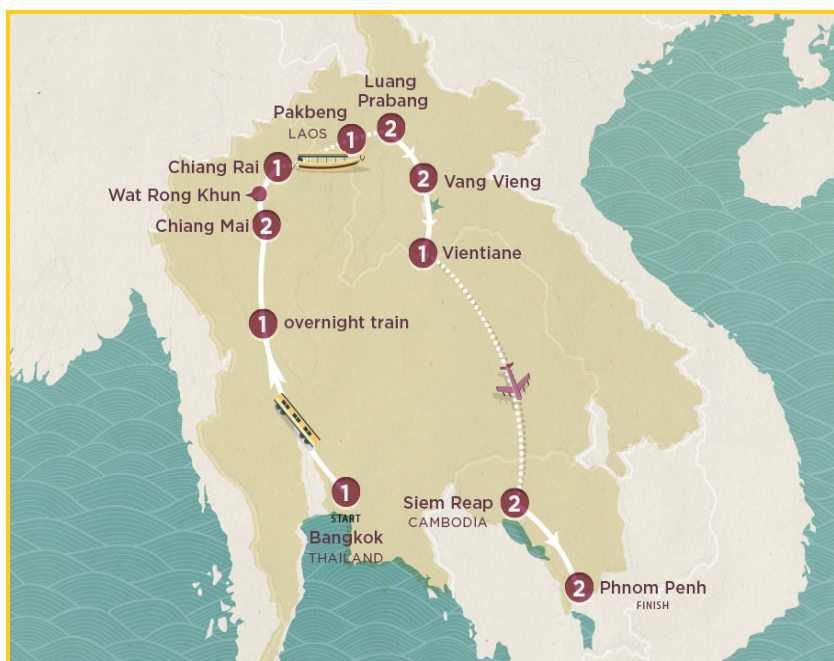 Luang
Prabang
2
Pakbeng
LAOS
1
Chiang Rai
1
Vang Vieng
2
Wat Rong Khun
Chiang Mai
2
Vientiane
1
overnight train
1
1
START
Bangkok
THAILAND
Siem Reap
CAMBODIA
2
2
Phnom Penh
FINISH